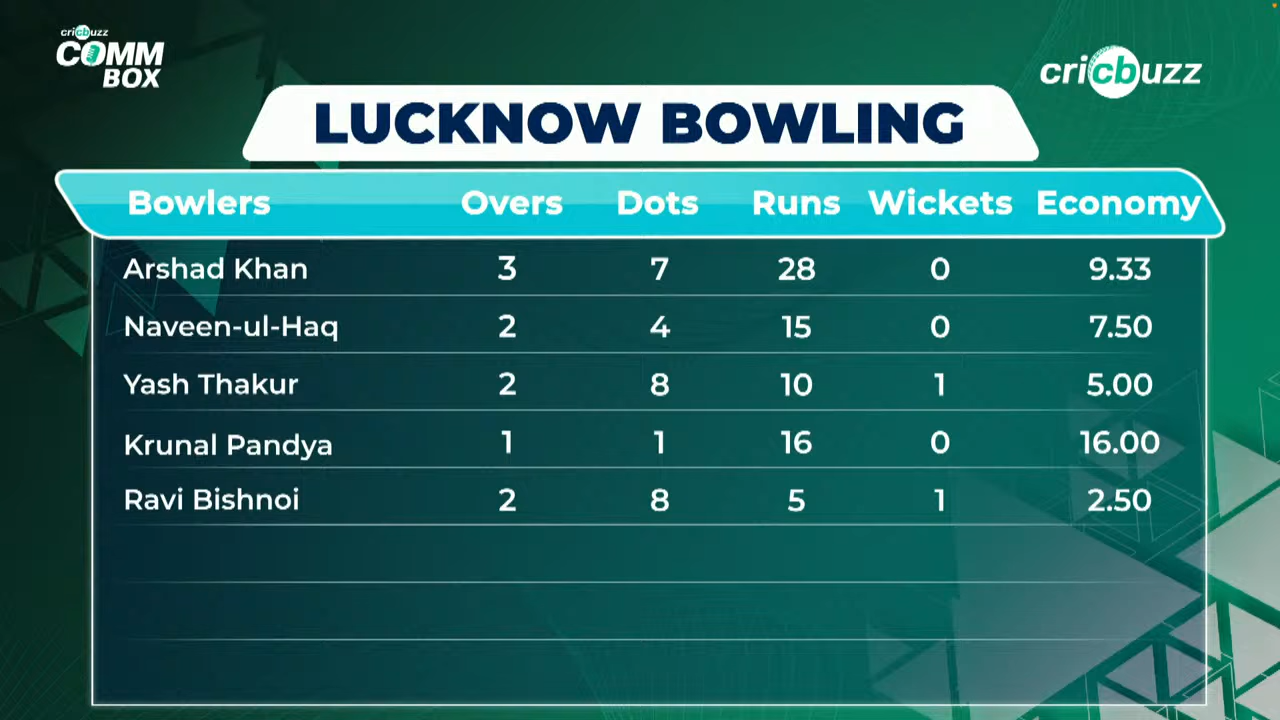 cricbuzz
COMM
BOX
cricbuzz
LUCKNOW BOWLING
Bowlers Overs Dots Runs Wickets Economy
Arshad Khan 3 7 28 0 9.33
Naveen-ul-Haq 2 4 15 0 7.50
Yash Thakur 2 8 10 1 5.00
Krunal Pandya 1 1 16 0 16.00
Ravi Bishnoi 2 8 5 1 2.50